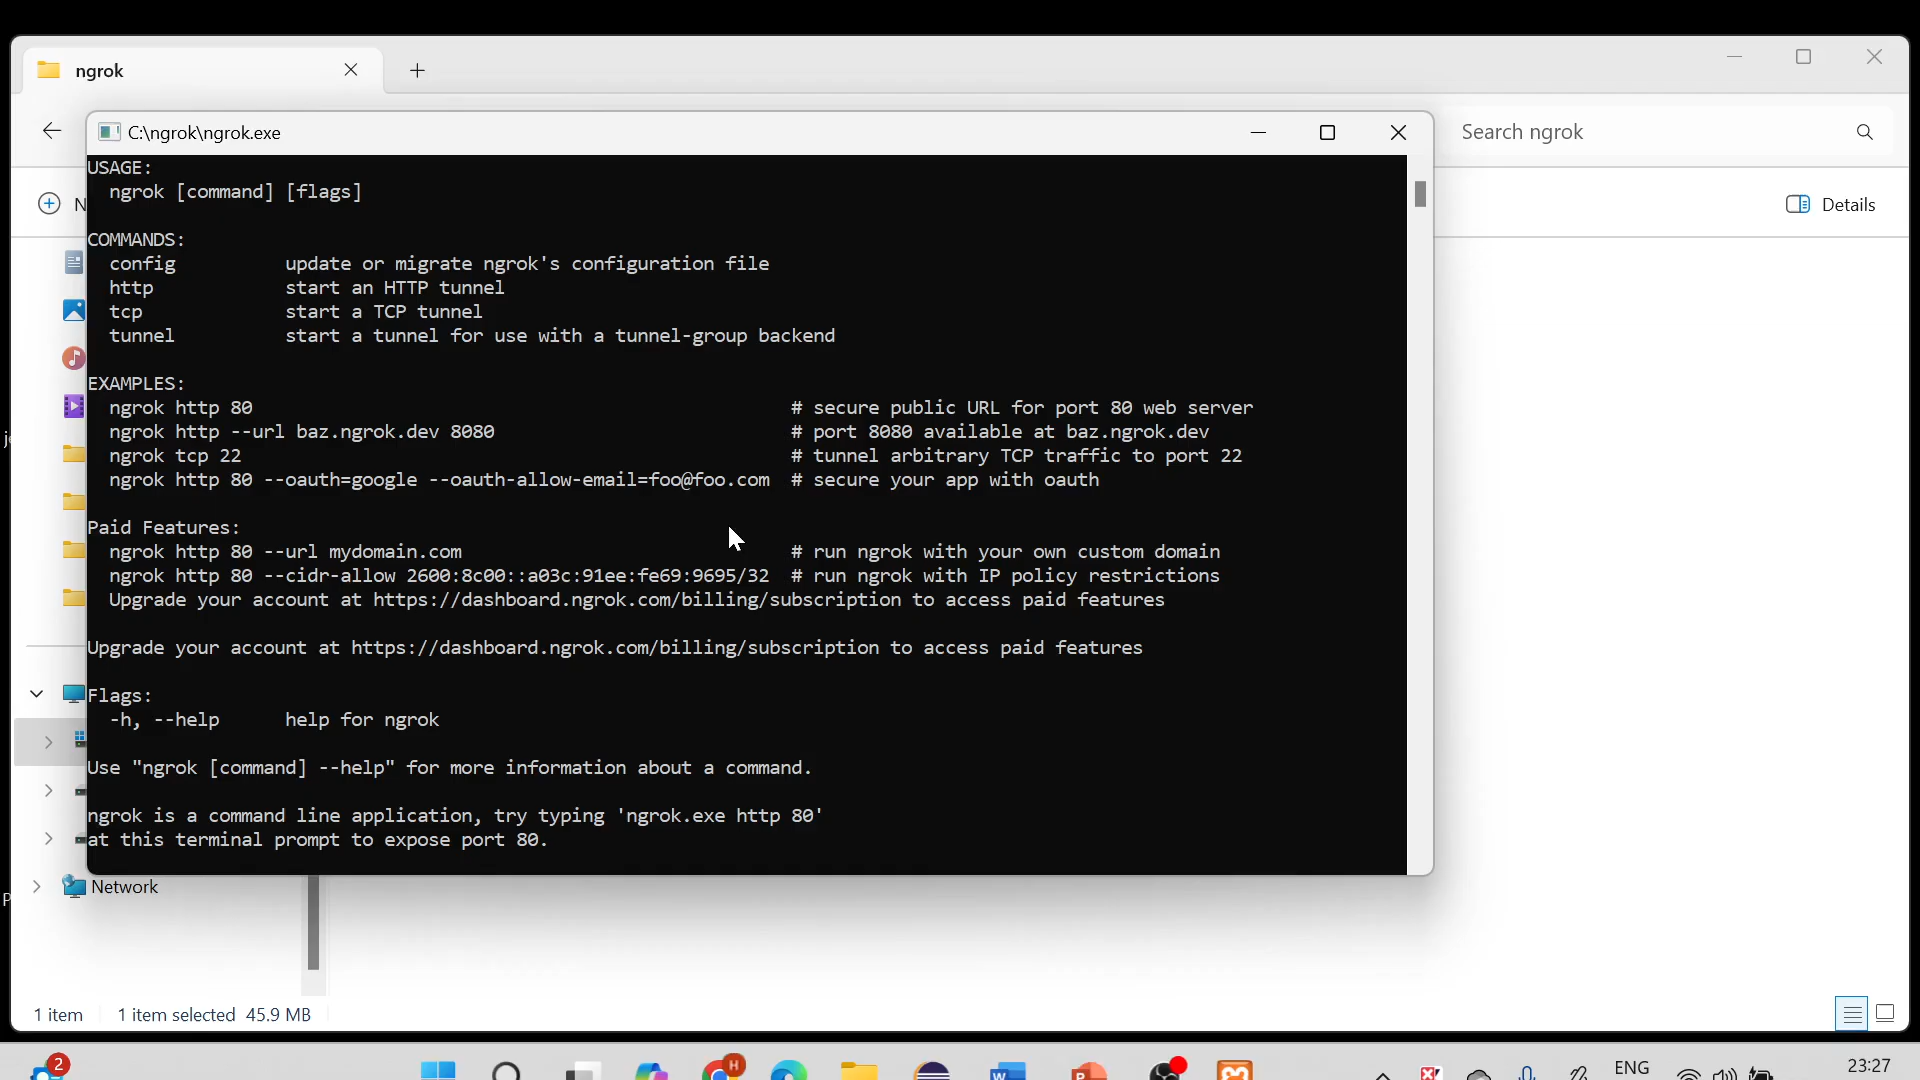 ngrok
C:\ngrok\ngrok.exe
Search ngrok
Details
USAGE:
ngrok [command] [flags]
COMMANDS:
config update or migrate ngrok's configuration file
http start an HTTP tunnel
tcp start a TCP tunnel
tunnel start a tunnel for use with a tunnel-group backend
EXAMPLES:
ngrok http 80 # secure public URL for port 80 web server
ngrok http --url baz.ngrok.dev 8080 # port 8080 available at baz.ngrok.dev
ngrok tcp 22 # tunnel arbitrary TCP traffic to port 22
ngrok http 80 --oauth=google --oauth-allow-email=foo@foo.com # secure your app with oauth
Paid Features:
ngrok http 80 --url mydomain.com # run ngrok with your own custom domain
ngrok http 80 --cidr-allow 2600:8c00::a03c:91ee:fe69:9695/32 # run ngrok with IP policy restrictions
Upgrade your account at https://dashboard.ngrok.com/billing/subscription to access paid features
Upgrade your account at https://dashboard.ngrok.com/billing/subscription to access paid features
Flags:
-h, --help help for ngrok
Use "ngrok [command] --help" for more information about a command.
ngrok is a command line application, try typing 'ngrok.exe http 80'
at this terminal prompt to expose port 80.
Network
1 item 1 item selected 45.9 MB
2
H
ENG
23:27